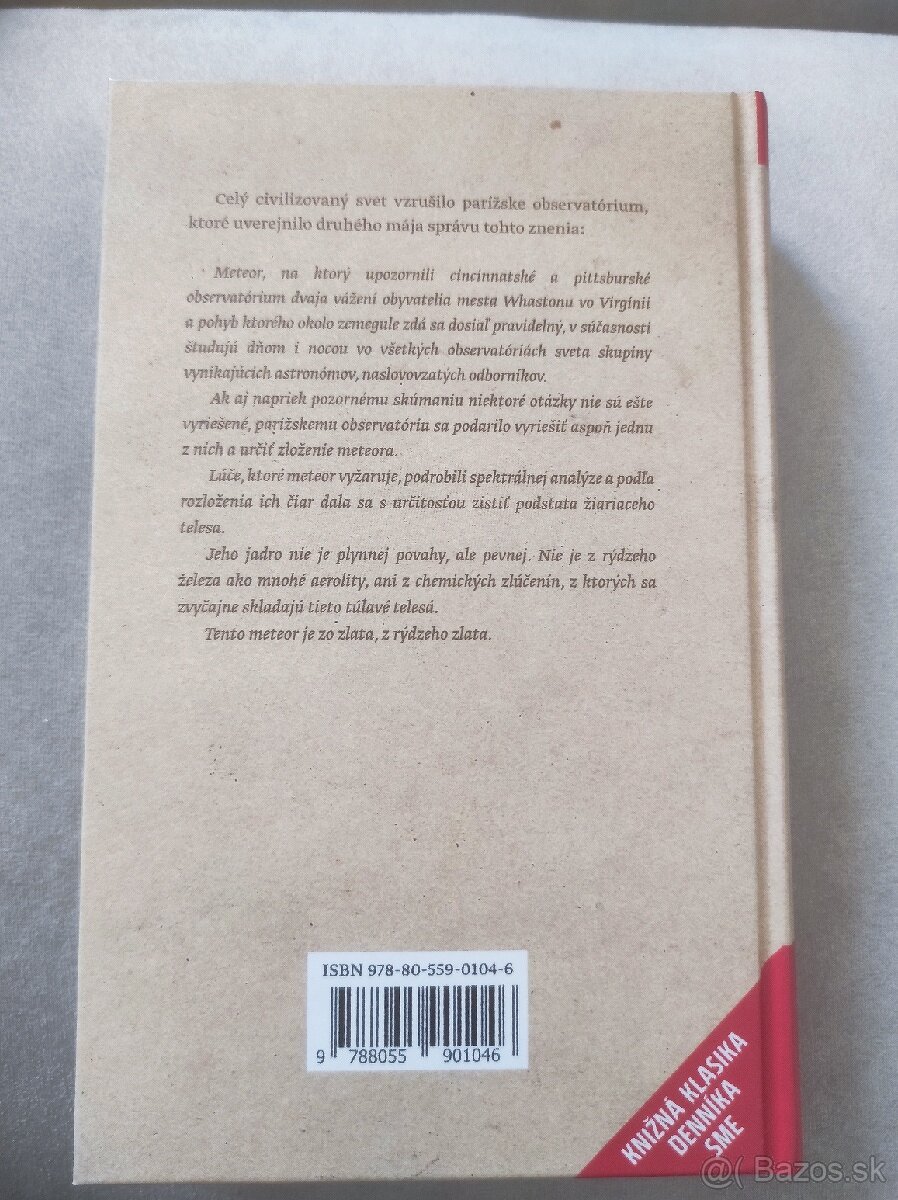 Celý civilizovaný svet vzrušilo parížske observatórium,
ktoré uverejnilo druhého mája správu tohto znenia:
Meteor, na ktorý upozornili cincinnatské a pittsburské
observatórium dvaja vážení obyvatelia mesta Whastonu vo Virgínii
a pohyb ktorého okolo zemegule zdá sa dosiaľ pravidelný, v súčasnosti
študujú dňom i nocou vo všetkých observatóriách sveta skupiny
vynikajúcich astronómov, naslovovzatých odborníkov.
Ak aj napriek pozornému skúmaniu niektoré otázky nie sú ešte
vyriešené, parížskemu observatóriu sa podarilo vyriešiť aspoň jednu
z nich a určiť zloženie meteora.
Lúče, ktoré meteor vyžaruje, podrobili spektrálnej analýze a podľa
rozloženia ich čiar dala sa s určitosťou zistiť podstata žiariaceho
telesa.
Jeho jadro nie je plynnej povahy, ale pevnej. Nie je z rýdzeho
železa ako mnohé aerolity, ani z chemických zlúčenín, z ktorých sa
zvyčajne skladajú tieto túlavé telesá.
Tento meteor je zo zlata, z rýdzeho zlata.
ISBN 978-80-559-0104-6
9 788055 901046
KNIŽNÁ KLASIKA
DENNÍKA
SME
@( Bazos.sk